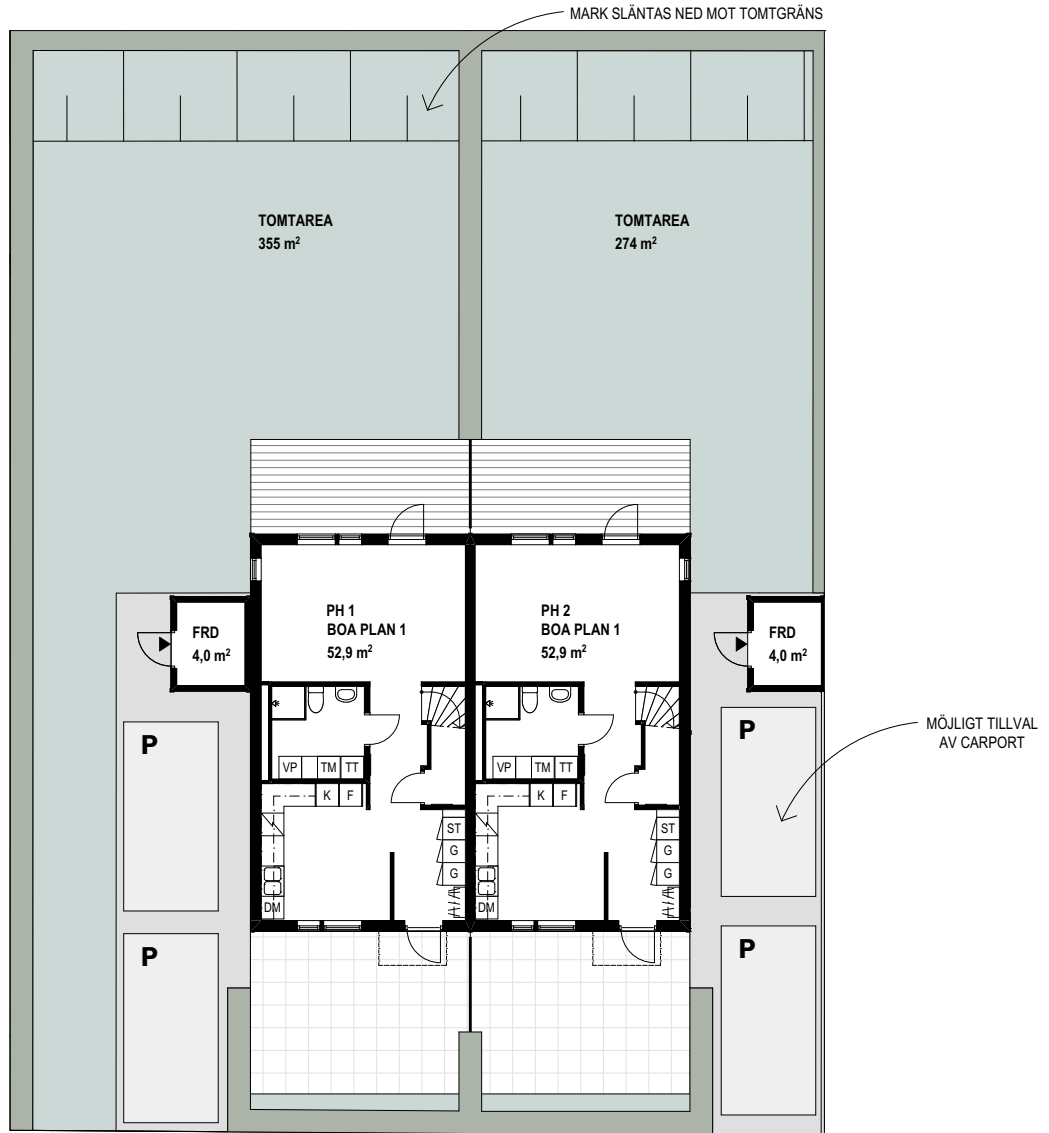 MARK SLÄNTAS NED MOT TOMTGRÄNS
TOMTAREA
355 m²
TOMTAREA
274 m²
PH 1
BOA PLAN 1
52,9 m²
PH 2
BOA PLAN 1
52,9 m²
FRD
4,0 m²
FRD
4,0 m²
P
P
MÖJLIGT TILLVAL
AV CARPORT
VP TM TT
VP TM TT
K F
K F
ST
G
G
ST
G
G
DM
DM
P
P